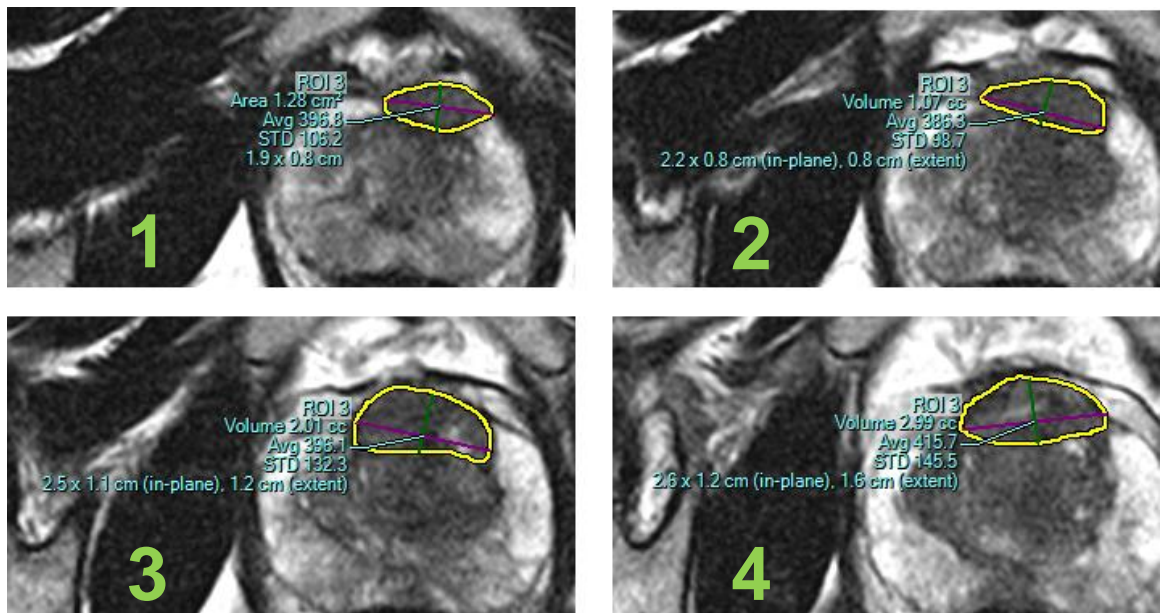 ROI 3
Area 1.28 cm²
Avg 396.8
STD 106.2
1.9 x 0.8 cm
1
ROI 3
Volume 1.07 cc
Avg 386.3
STD 98.7
2.2 x 0.8 cm (in-plane), 0.8 cm (extent)
2
ROI 3
Volume 2.01 cc
Avg 396.1
STD 132.3
2.5 x 1.1 cm (in-plane), 1.2 cm (extent)
3
ROI 3
Volume 2.99 cc
Avg 415.7
STD 145.5
2.6 x 1.2 cm (in-plane), 1.6 cm (extent)
4